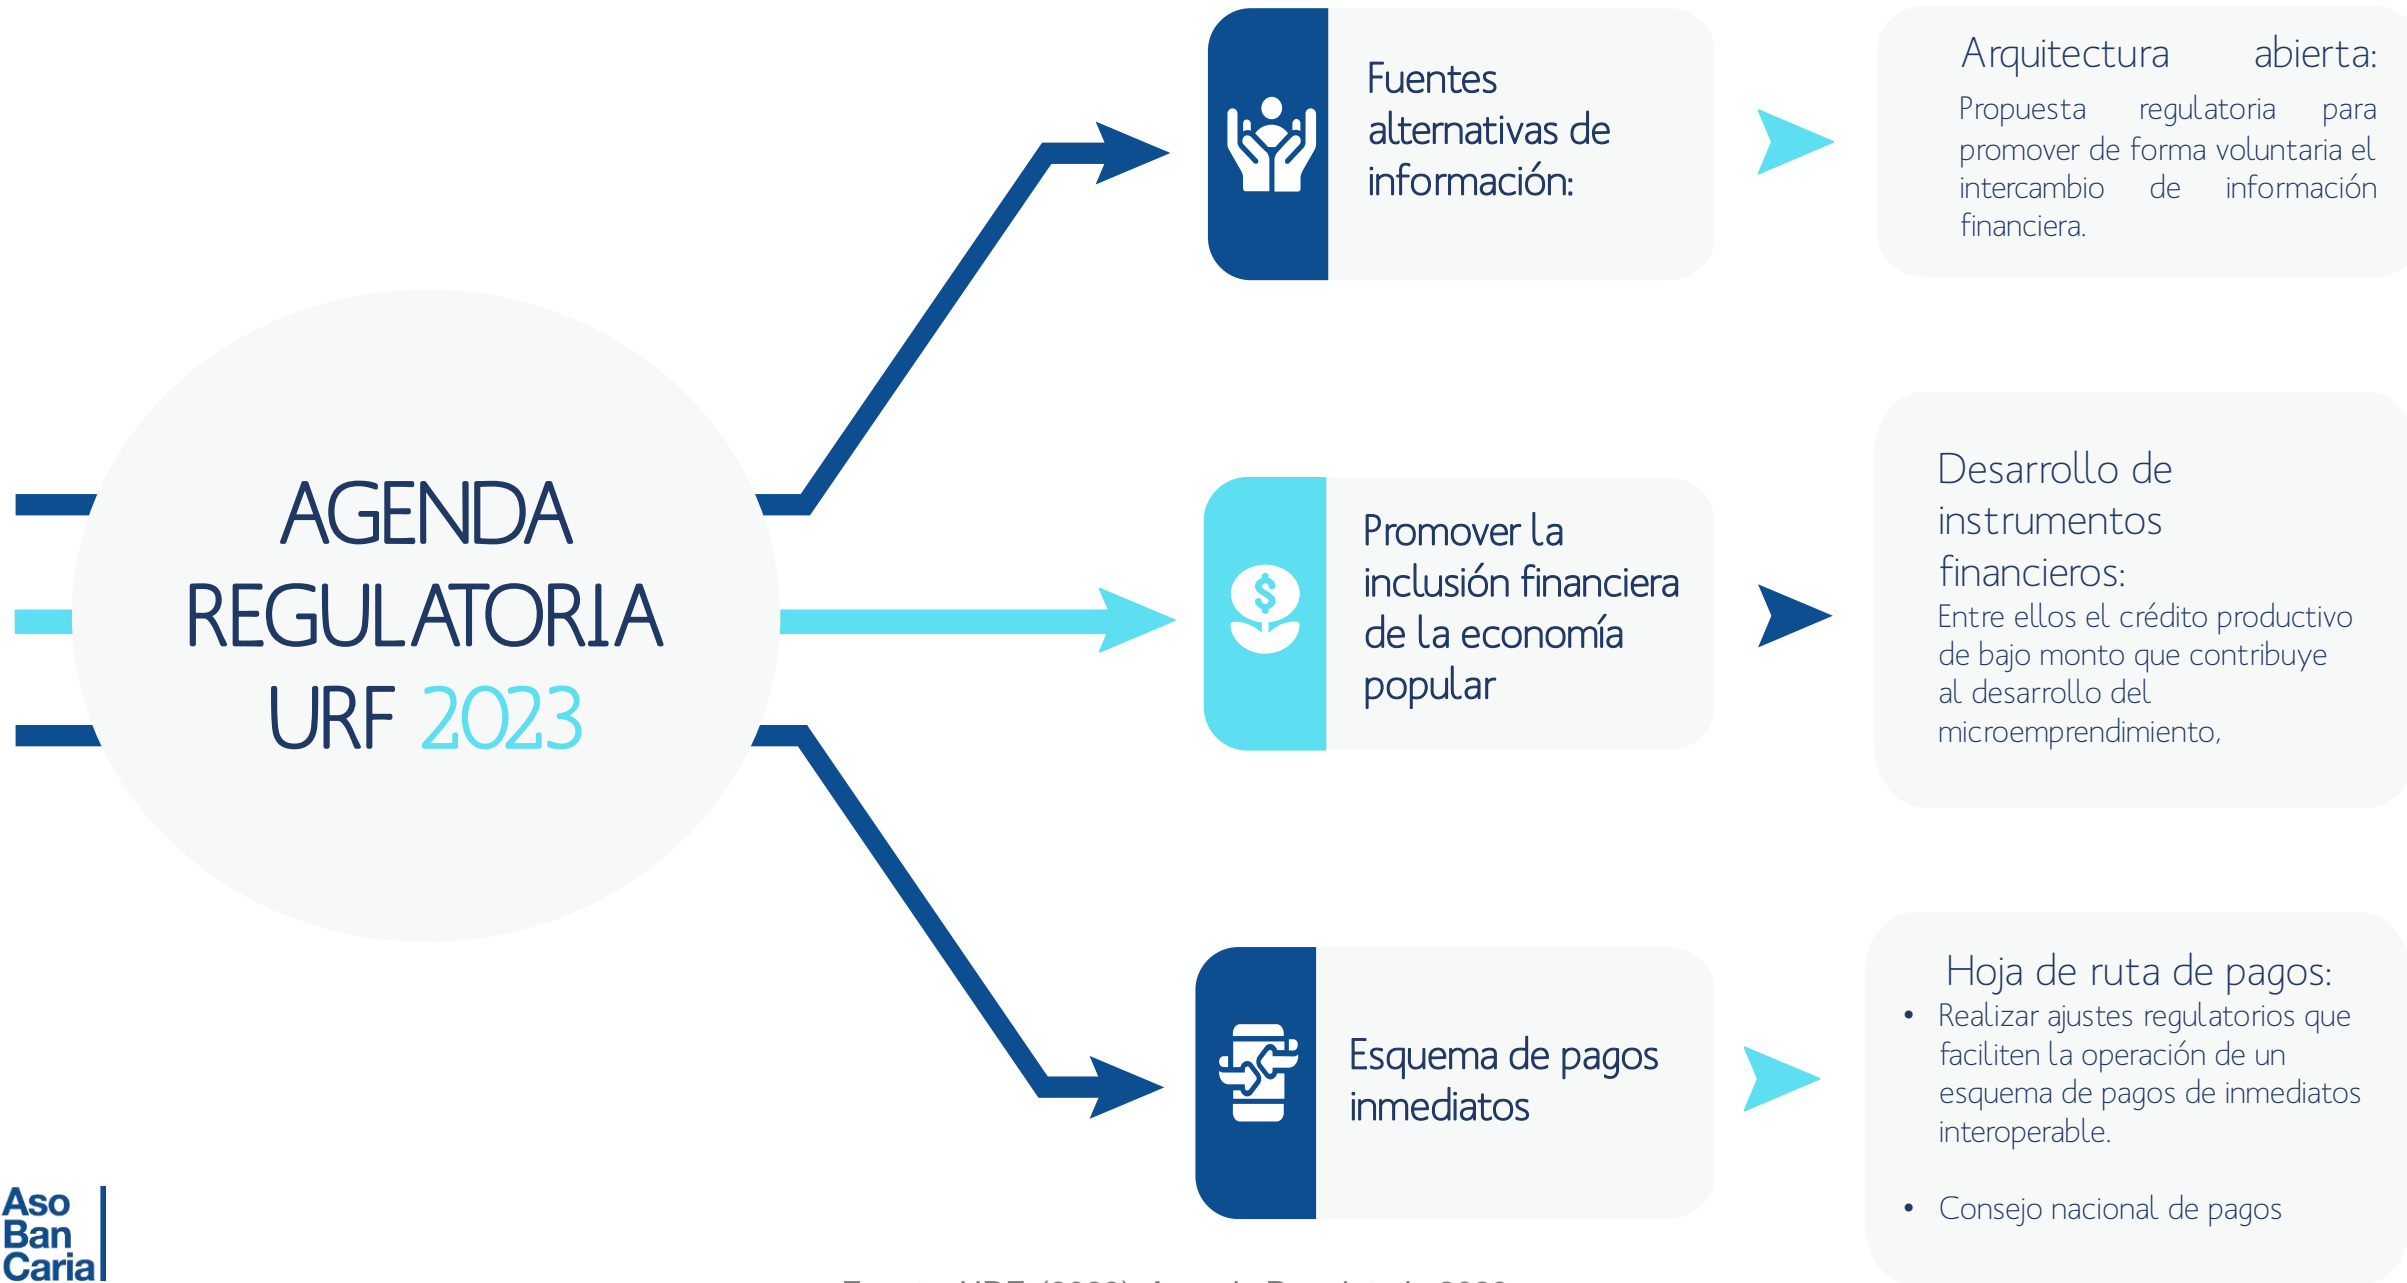 AGENDA
REGULATORIA
URF 2023
Fuentes
alternativas de
información:
Arquitectura abierta:
Propuesta regulatoria para
promover de forma voluntaria el
intercambio de información
financiera.
Promover la
inclusión financiera
de la economía
popular
Desarrollo de
instrumentos
financieros:
Entre ellos el crédito productivo
de bajo monto que contribuye
al desarrollo del
microemprendimiento,
Esquema de pagos
inmediatos
Hoja de ruta de pagos:
• Realizar ajustes regulatorios que
faciliten la operación de un
esquema de pagos de inmediatos
interoperable.
• Consejo nacional de pagos
Aso
Ban
Caria